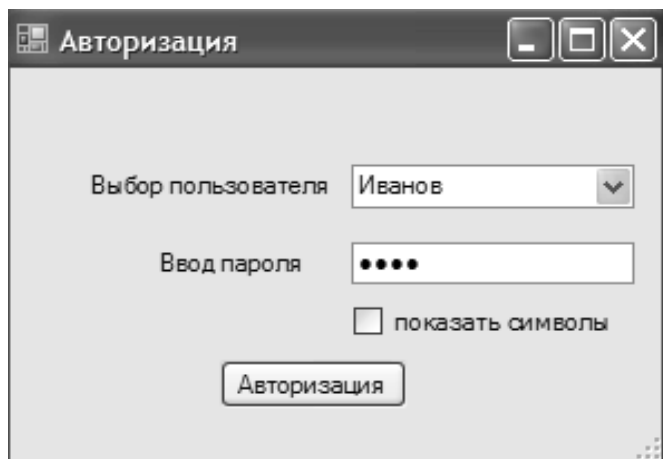 Авторизация
Выбор пользователя Иванов
Ввод пароля ••••
показать символы
Авторизация